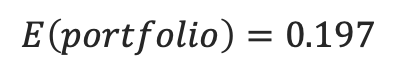 E(portfolio) = 0.197